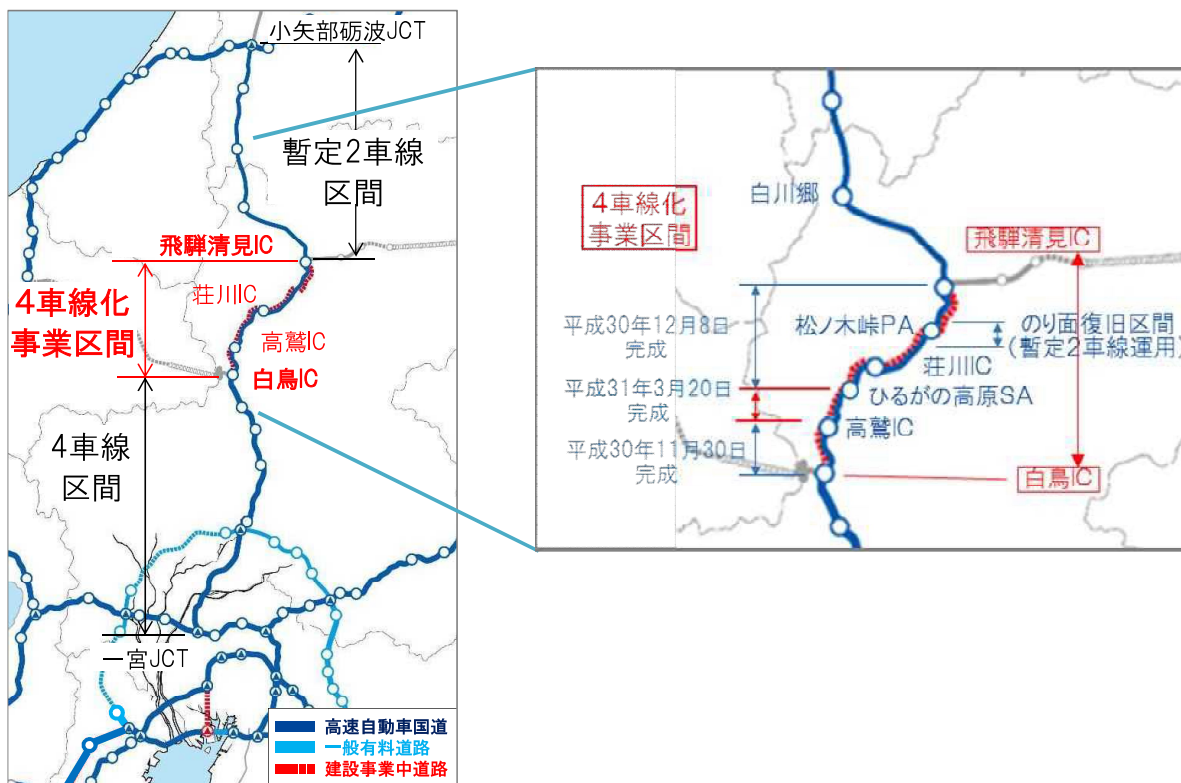 小矢部砺波JCT
暫定2車線
区間
飛騨清見IC
荘川IC
4車線化
事業区間
高鷲IC
白鳥IC
4車線
区間
一宮JCT
高速自動車国道
一般有料道路
建設事業中道路
白川郷
4車線化
事業区間
飛騨清見IC
平成30年12月8日
完成
松ノ木峠PA
のり面復旧区間
(暫定2車線運用)
荘川IC
平成31年3月20日
完成
ひるがの高原SA
高鷲IC
平成30年11月30日
完成
白鳥IC